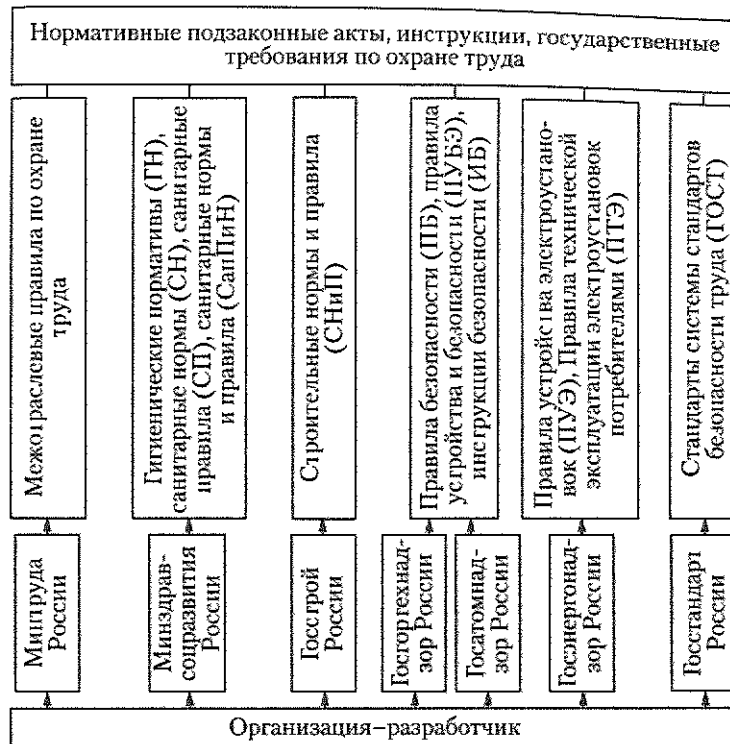 Нормативные подзаконные акты, инструкции, государственные
требования по охране труда
Межотраслевые правила по охране
труда
Гигиенические нормативы (ГН),
санитарные нормы (СН), санитарные
правила (СП), санитарные нормы
и правила (СанПиН)
Строительные нормы и правила
(СНиП)
Правила безопасности (ПБ), правила
устройства и безопасности (ПУБЭ),
инструкции безопасности (ИБ)
Правила устройства электроустано-
вок (ПУЭ), Правила технической
эксплуатации электроустановок
потребителями (ПТЭ)
Стандарты системы стандартов
безопасности труда (ГОСТ)
Минтруда
России
Минздрав-
соцразвития
России
Госстрой
России
Госгортехнад-
зор России
Госатомнад-
зор России
Госэнергонад-
зор России
Госстандарт
России
Организация–разработчик